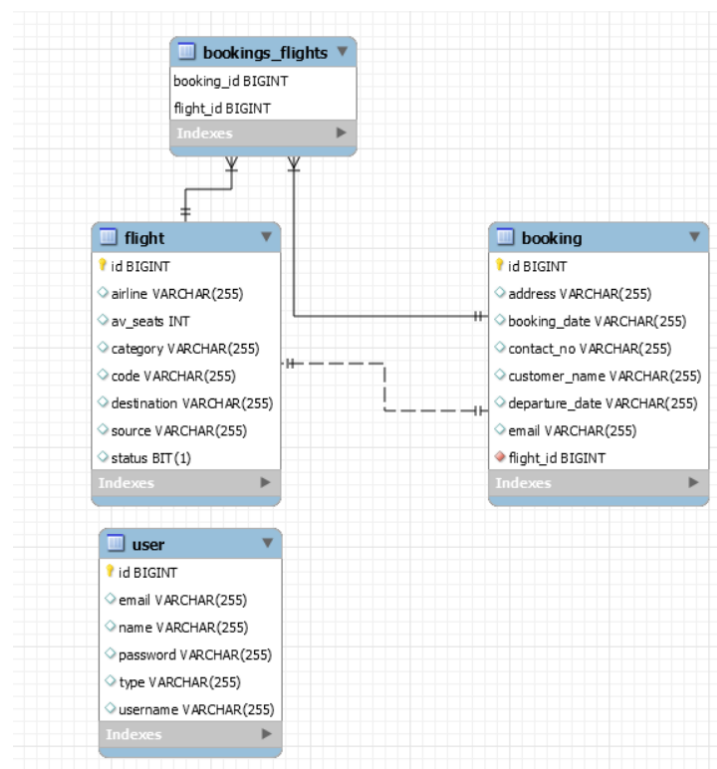 bookings_flights
booking_id BIGINT
flight_id BIGINT
Indexes
flight
id BIGINT
airline VARCHAR(255)
av_seats INT
category VARCHAR(255)
code VARCHAR(255)
destination VARCHAR(255)
source VARCHAR(255)
status BIT(1)
Indexes
booking
id BIGINT
address VARCHAR(255)
booking_date VARCHAR(255)
contact_no VARCHAR(255)
customer_name VARCHAR(255)
departure_date VARCHAR(255)
email VARCHAR(255)
flight_id BIGINT
Indexes
user
id BIGINT
email VARCHAR(255)
name VARCHAR(255)
password VARCHAR(255)
type VARCHAR(255)
username VARCHAR(255)
Indexes